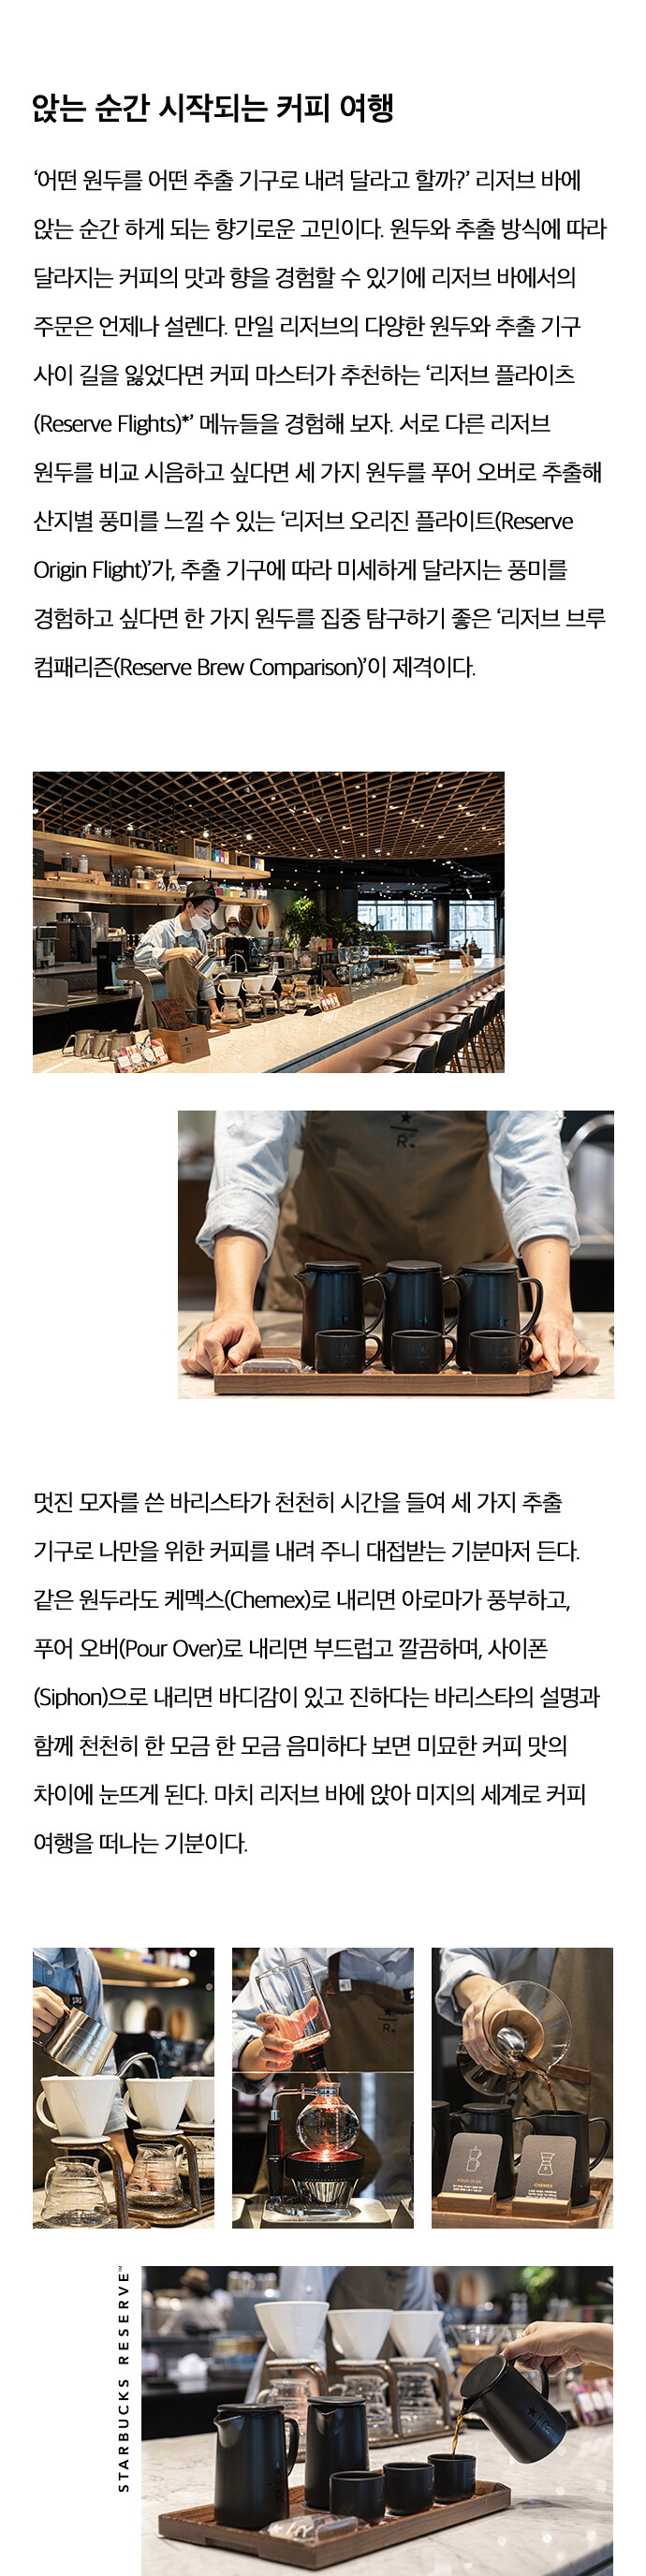 앉는 순간 시작되는 커피 여행
‘어떤 원두를 어떤 추출 기구로 내려 달라고 할까?’ 리저브 바에
앉는 순간 하게 되는 향기로운 고민이다. 원두와 추출 방식에 따라
달라지는 커피의 맛과 향을 경험할 수 있기에 리저브 바에서의
주문은 언제나 설렌다. 만일 리저브의 다양한 원두와 추출 기구
사이 길을 잃었다면 커피 마스터가 추천하는 ‘리저브 플라이츠
(Reserve Flights)*’ 메뉴들을 경험해 보자. 서로 다른 리저브
원두를 비교 시음하고 싶다면 세 가지 원두를 푸어 오버로 추출해
산지별 풍미를 느낄 수 있는 ‘리저브 오리진 플라이트(Reserve
Origin Flight)’가, 추출 기구에 따라 미세하게 달라지는 풍미를
경험하고 싶다면 한 가지 원두를 집중 탐구하기 좋은 ‘리저브 브루
컴패리즌(Reserve Brew Comparison)’이 제격이다.
R
멋진 모자를 쓴 바리스타가 천천히 시간을 들여 세 가지 추출
기구로 나만을 위한 커피를 내려 주니 대접받는 기분마저 든다.
같은 원두라도 케멕스(Chemex)로 내리면 아로마가 풍부하고,
푸어 오버(Pour Over)로 내리면 부드럽고 깔끔하며, 사이폰
(Siphon)으로 내리면 바디감이 있고 진하다는 바리스타의 설명과
함께 천천히 한 모금 한 모금 음미하다 보면 미묘한 커피 맛의
차이에 눈뜨게 된다. 마치 리저브 바에 앉아 미지의 세계로 커피
여행을 떠나는 기분이다.
R
POUR OVER
CHEMEX
STARBUCKS RESERVE™
R